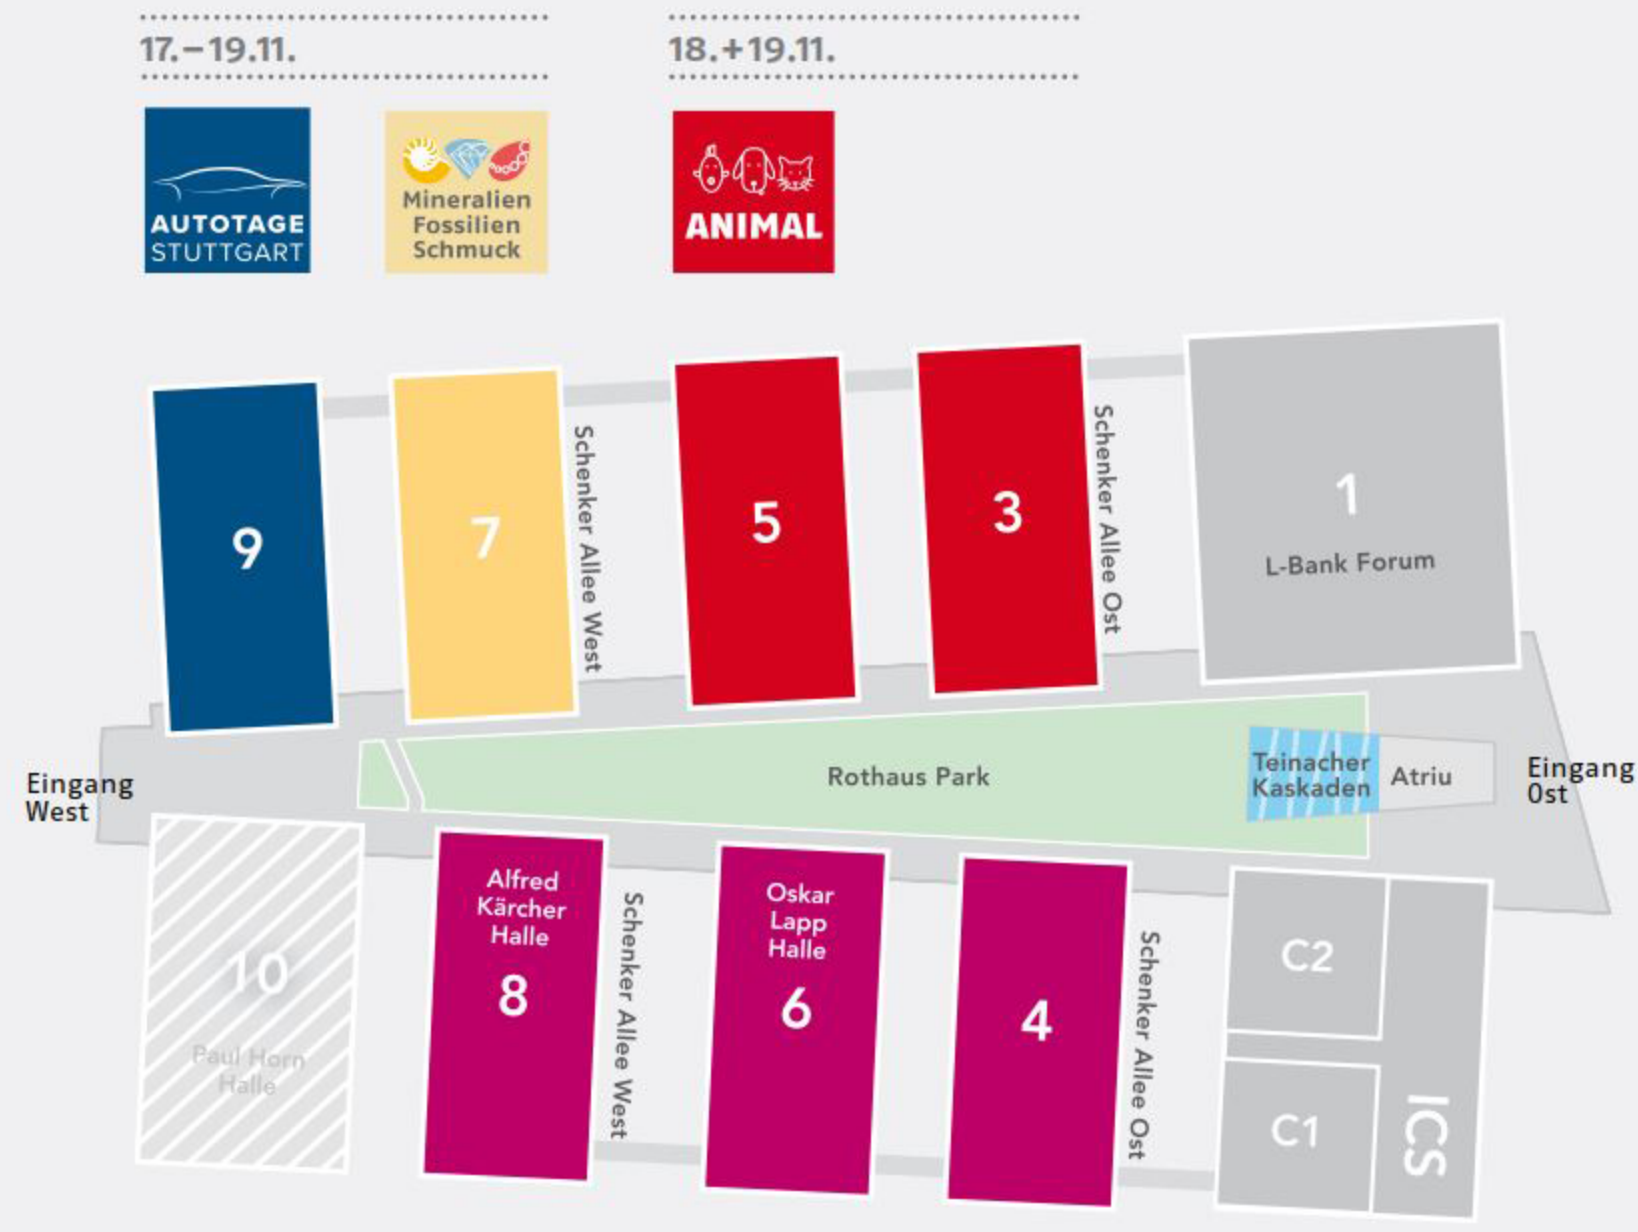 17.–19.11.
18.+19.11.
AUTOTAGE
STUTTGART
Mineralien
Fossilien
Schmuck
ANIMAL
9
7
Schenker Allee West
5
3
Schenker Allee Ost
1
L-Bank Forum
Eingang
West
Rothaus Park
Teinacher
Kaskaden
Atriu
Eingang
Ost
10
Paul Horn
Halle
Alfred
Kärcher
Halle
8
Schenker Allee West
Oskar
Lapp
Halle
6
4
Schenker Allee Ost
C2
C1
ICS